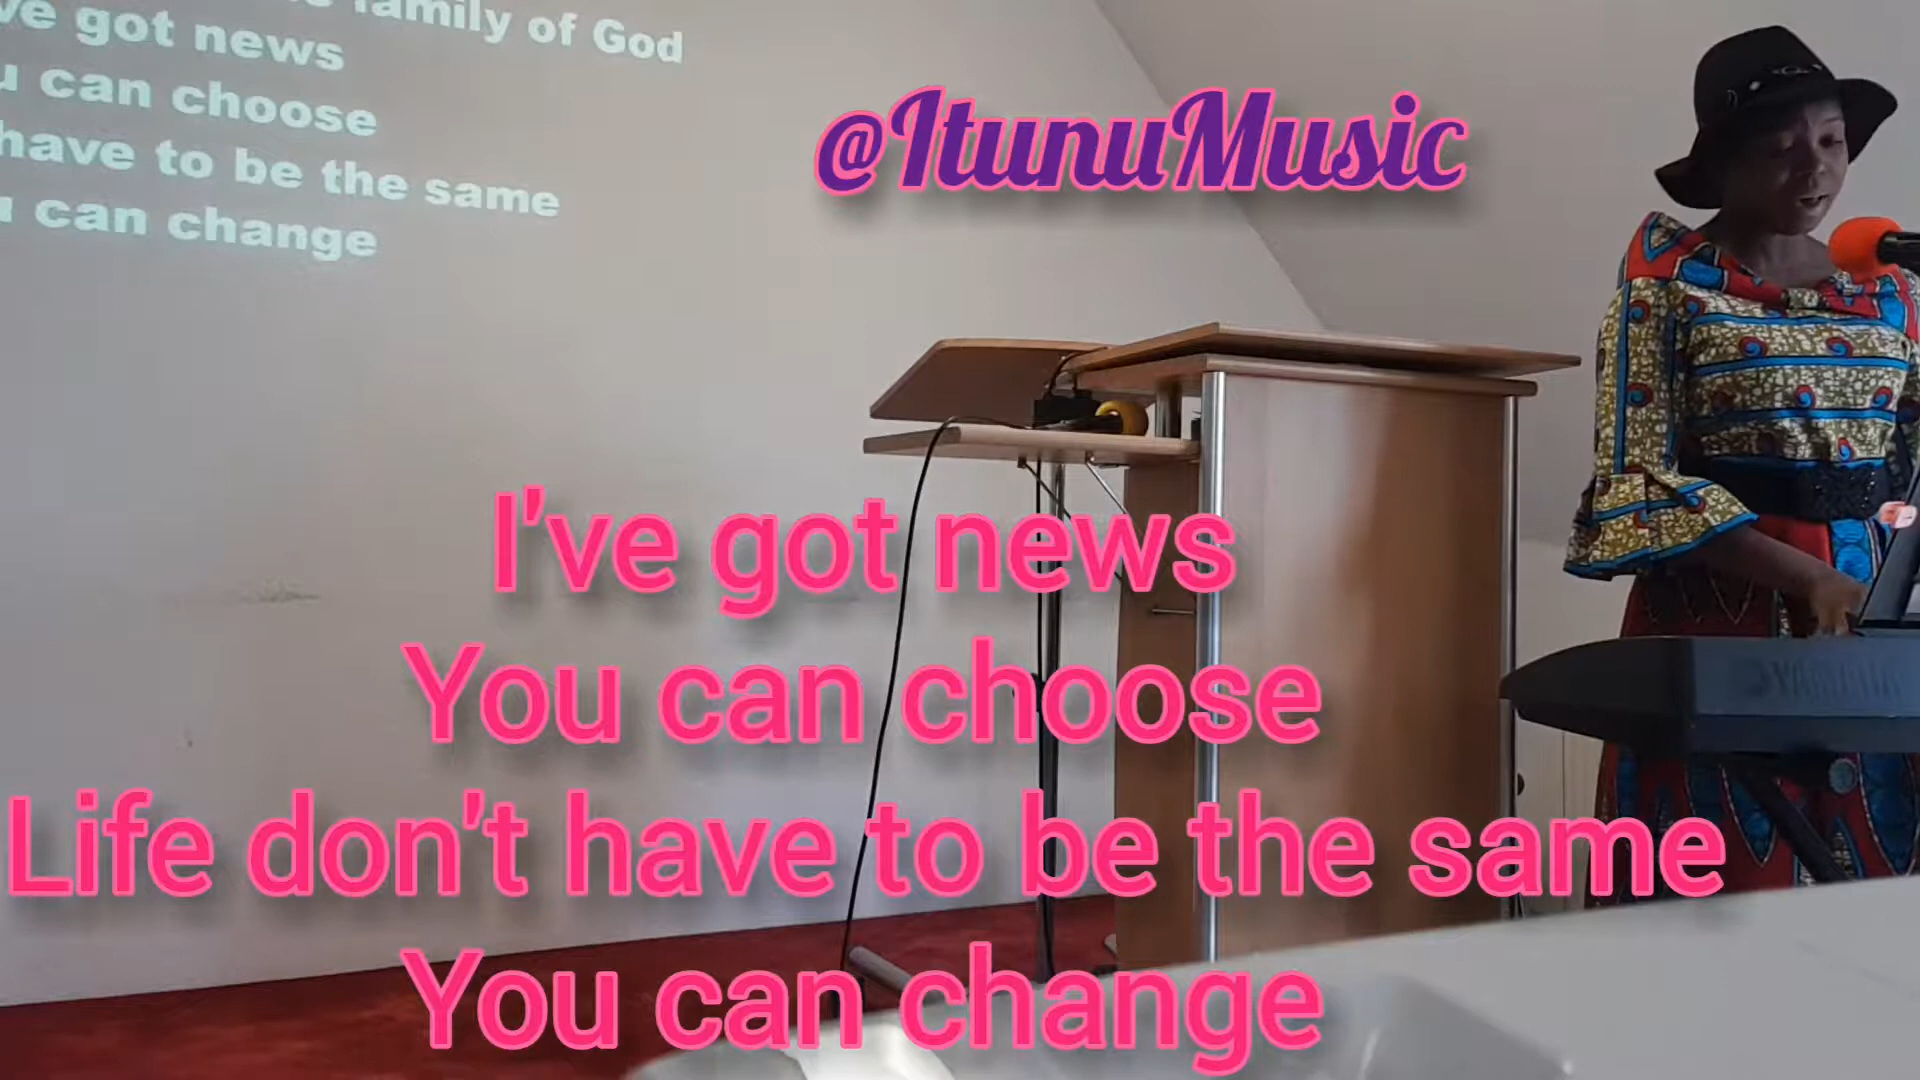 family of God
got news
can choose
have to be the same
can change
@ItunuMusic
I've got news
You can choose
Life don't have to be the same
You can change
YAMAHA